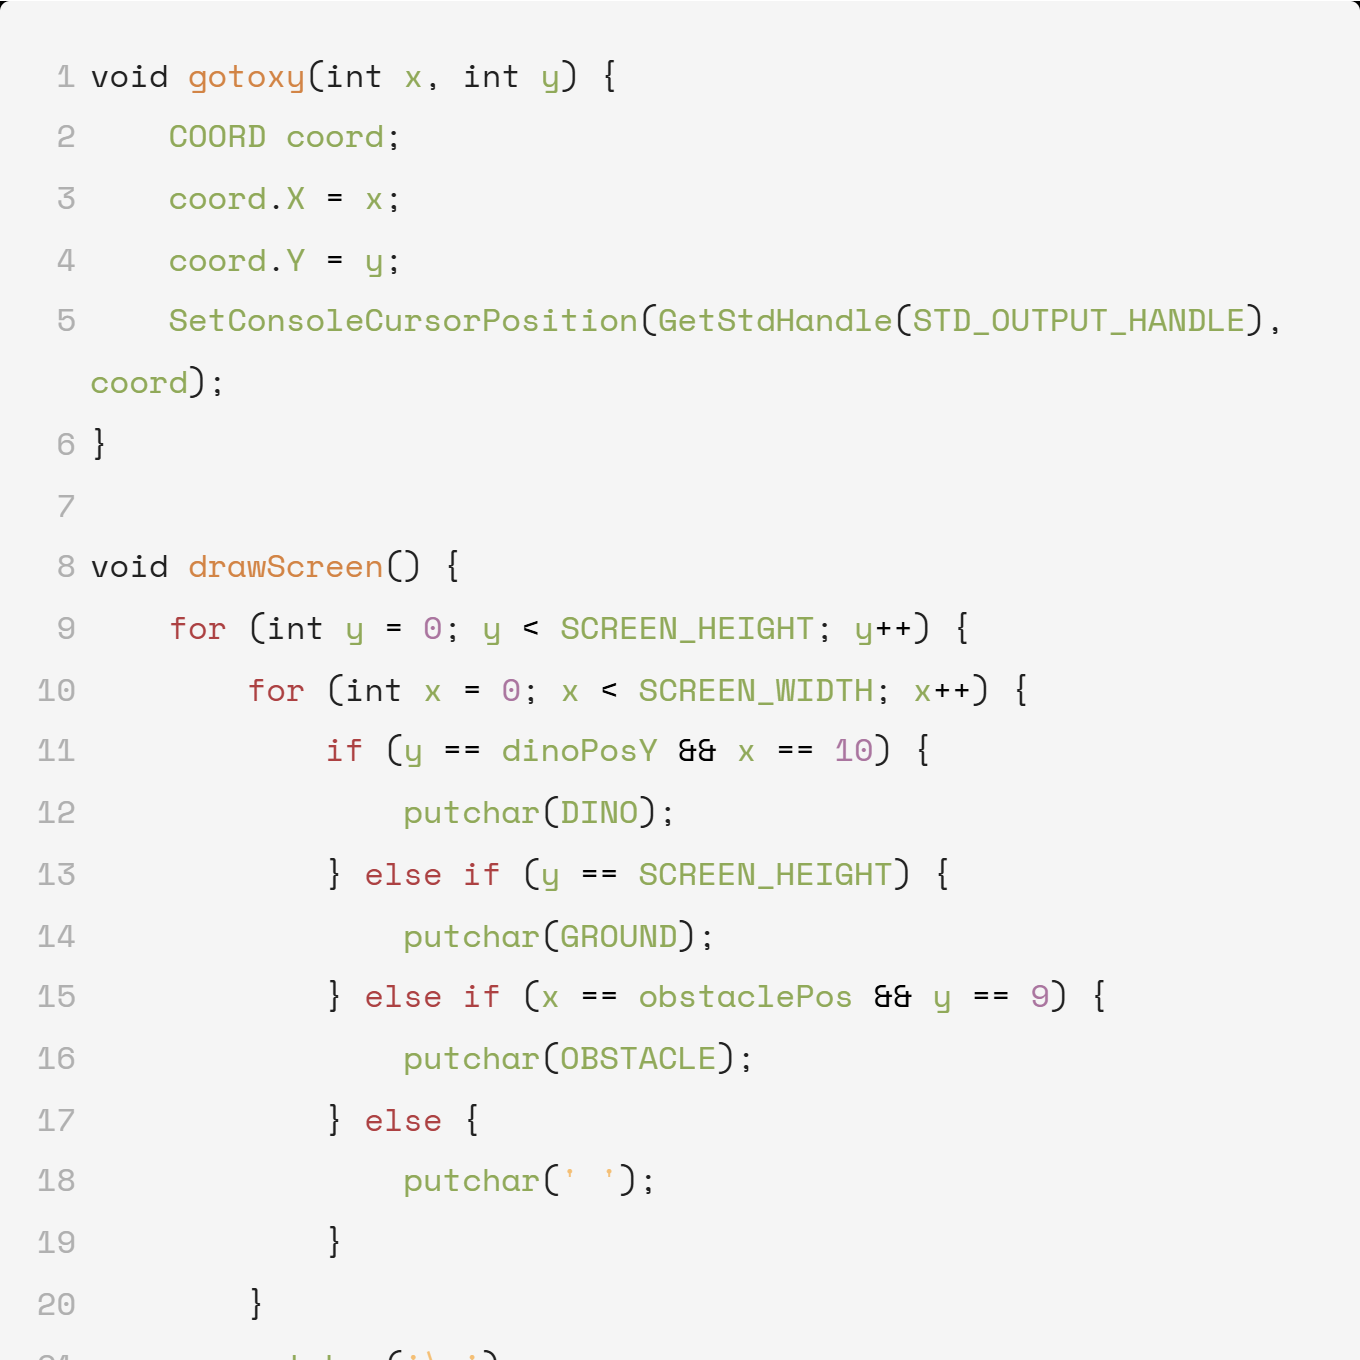 1 void gotoxy(int x, int y) {
2     COORD coord;
3     coord.X = x;
4     coord.Y = y;
5     SetConsoleCursorPosition(GetStdHandle(STD_OUTPUT_HANDLE),
coord);
6 }
7
8 void drawScreen() {
9     for (int y = 0; y < SCREEN_HEIGHT; y++) {
10         for (int x = 0; x < SCREEN_WIDTH; x++) {
11             if (y == dinoPosY && x == 10) {
12                 putchar(DINO);
13             } else if (y == SCREEN_HEIGHT) {
14                 putchar(GROUND);
15             } else if (x == obstaclePos && y == 9) {
16                 putchar(OBSTACLE);
17             } else {
18                 putchar(' ');
19             }
20         }